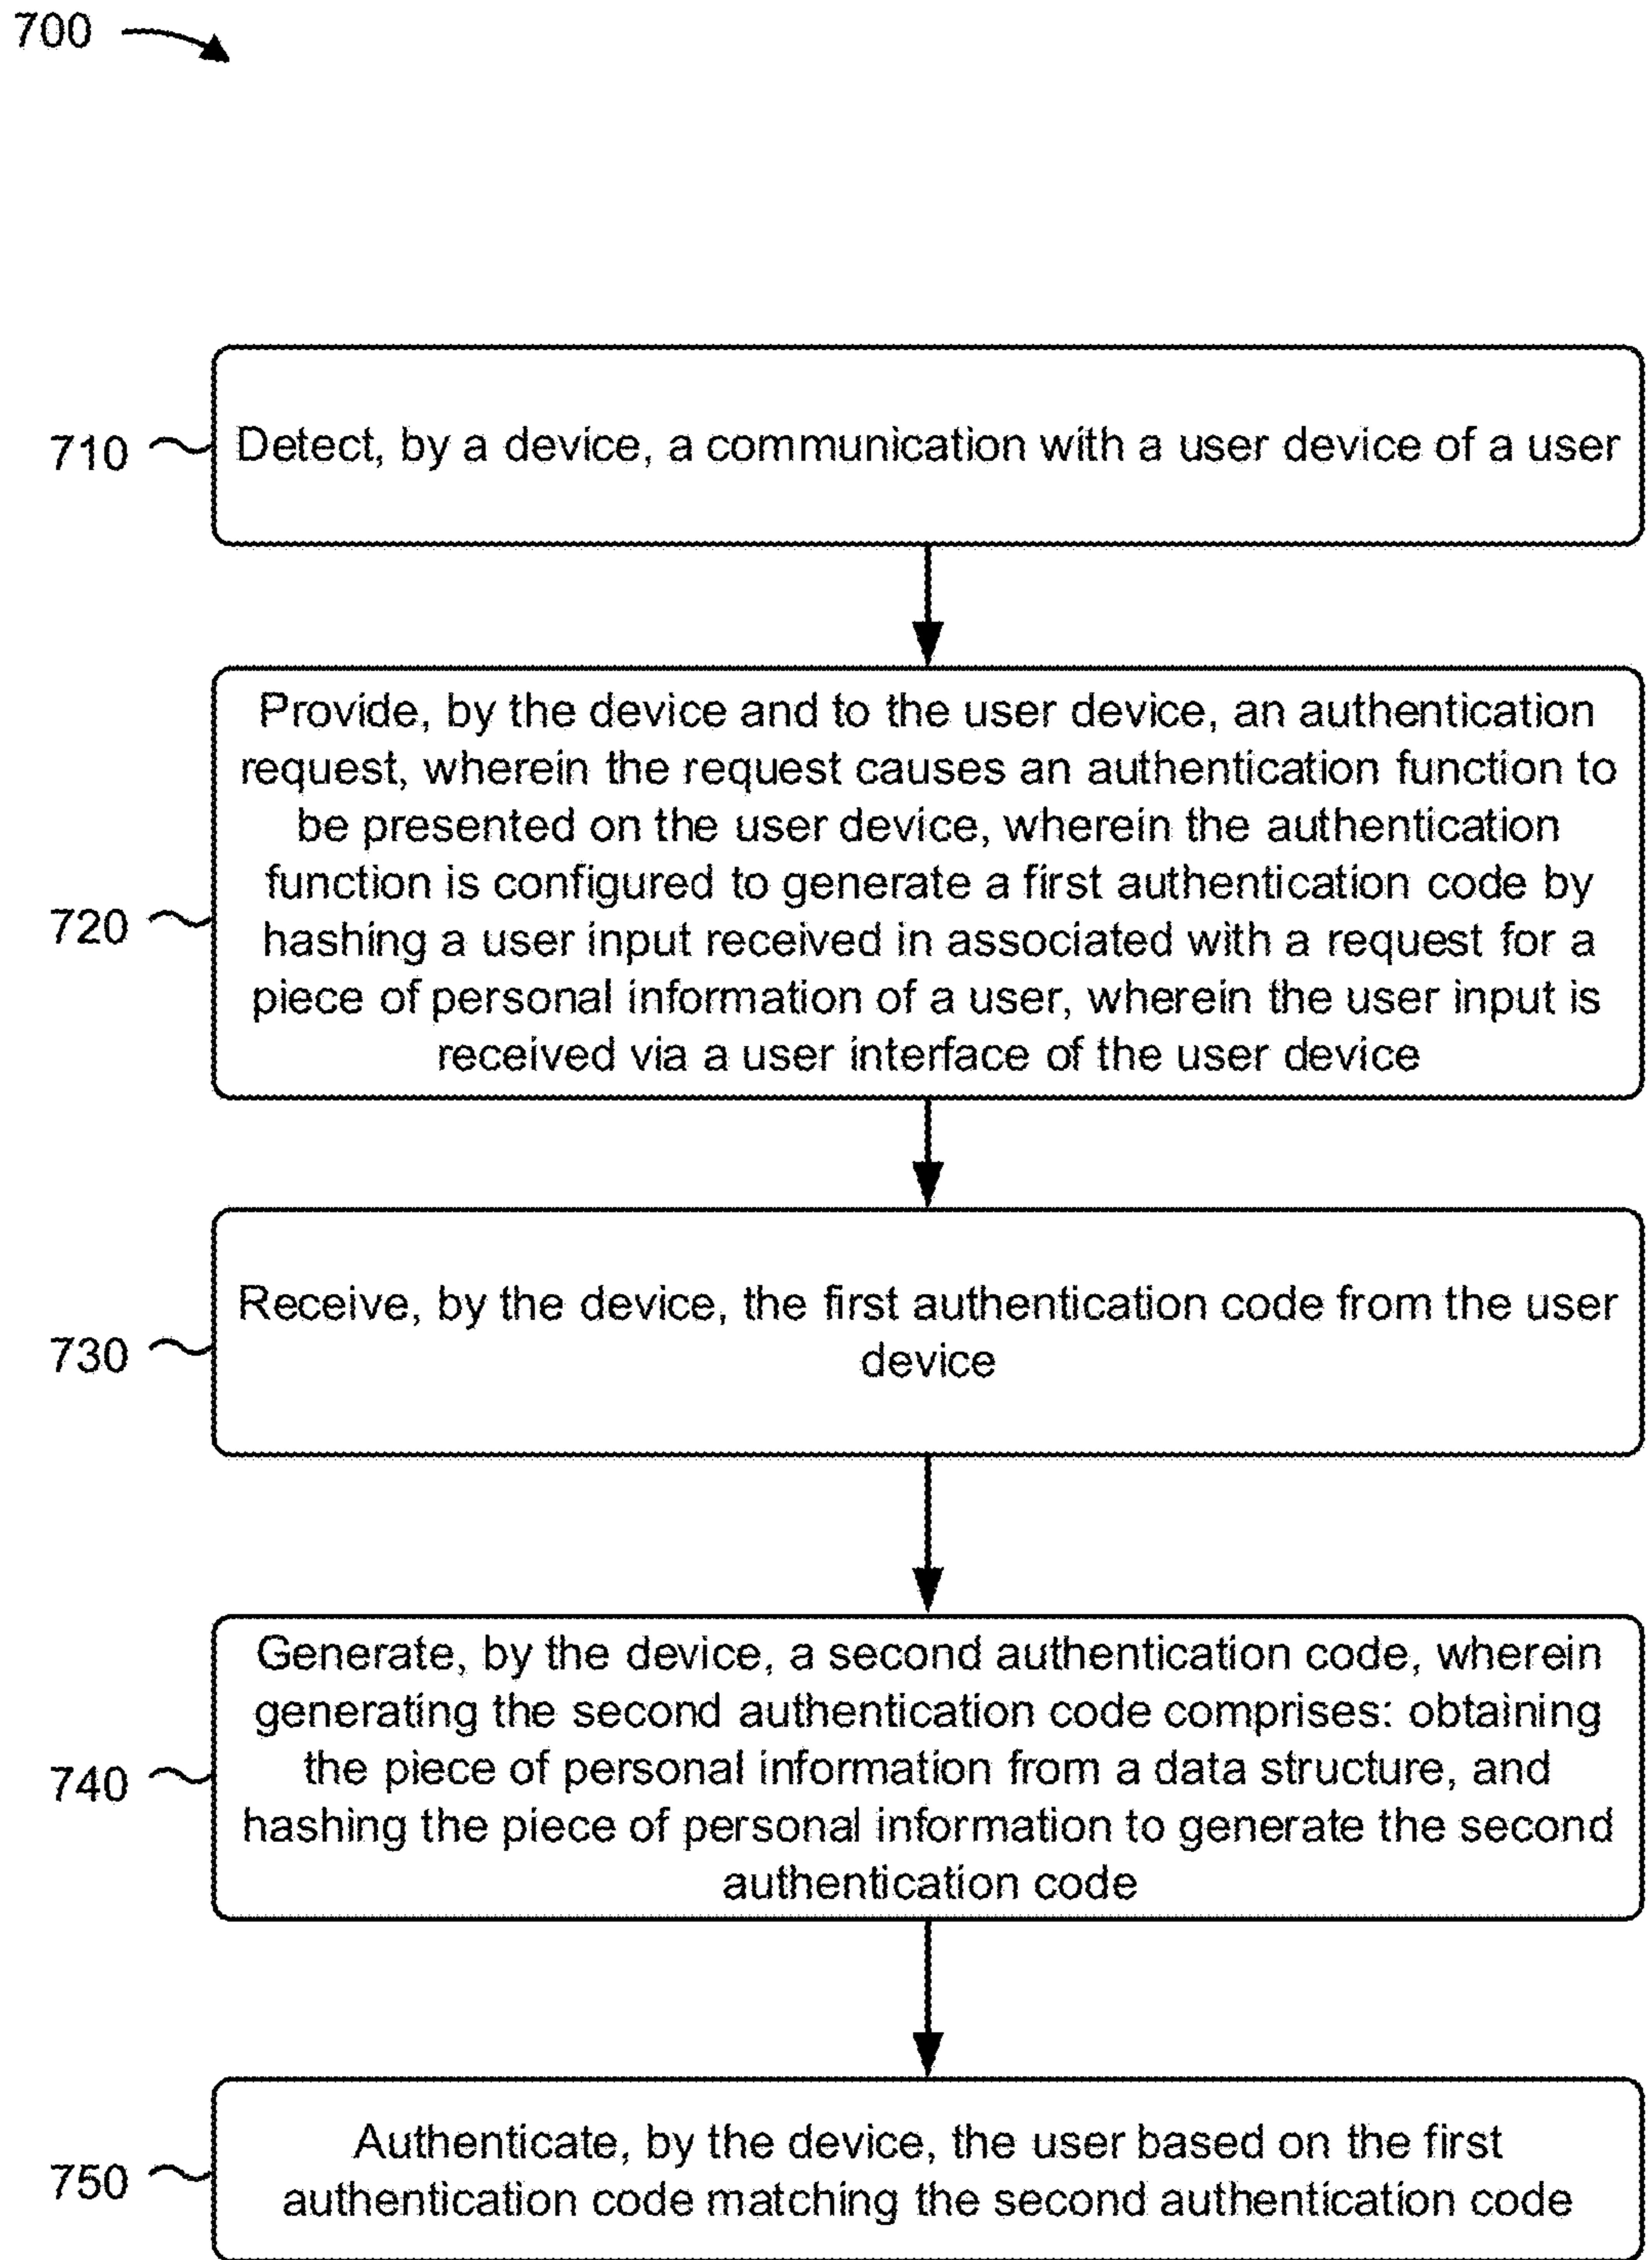 700
710
Detect, by a device, a communication with a user device of a user
720
Provide, by the device and to the user device, an authentication
request, wherein the request causes an authentication function to
be presented on the user device, wherein the authentication
function is configured to generate a first authentication code by
hashing a user input received in associated with a request for a
piece of personal information of a user, wherein the user input is
received via a user interface of the user device
730
Receive, by the device, the first authentication code from the user
device
740
Generate, by the device, a second authentication code, wherein
generating the second authentication code comprises: obtaining
the piece of personal information from a data structure, and
hashing the piece of personal information to generate the second
authentication code
750
Authenticate, by the device, the user based on the first
authentication code matching the second authentication code